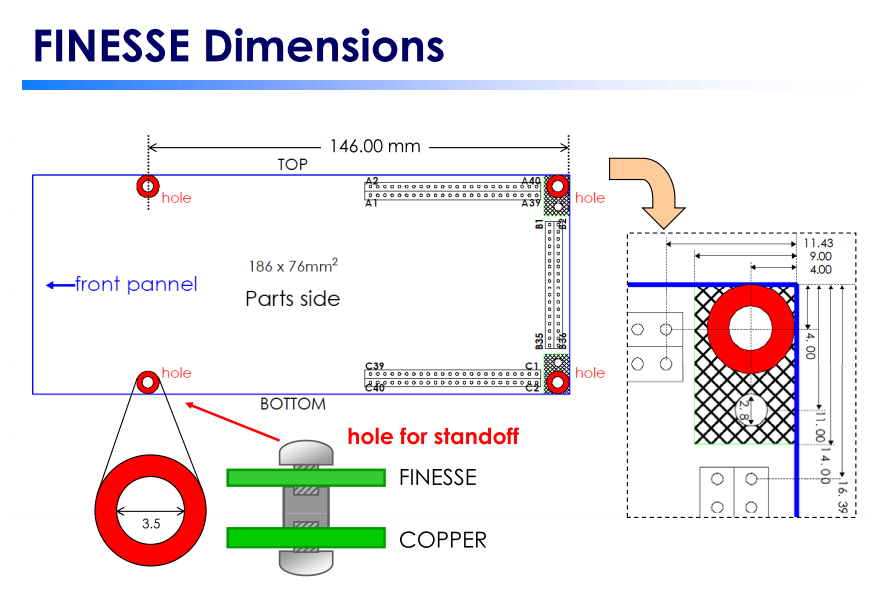 FINESSE Dimensions
146.00 mm
TOP
A2
A40
A1
A39
hole
hole
B1
B2
186 x 76mm2
front pannel
Parts side
B35
B36
hole
C39
C1
hole
C40
C2
BOTTOM
hole for standoff
FINESSE
3.5
COPPER
11.43
9.00
4.00
4.00
2.8
11.00
14.00
16.39